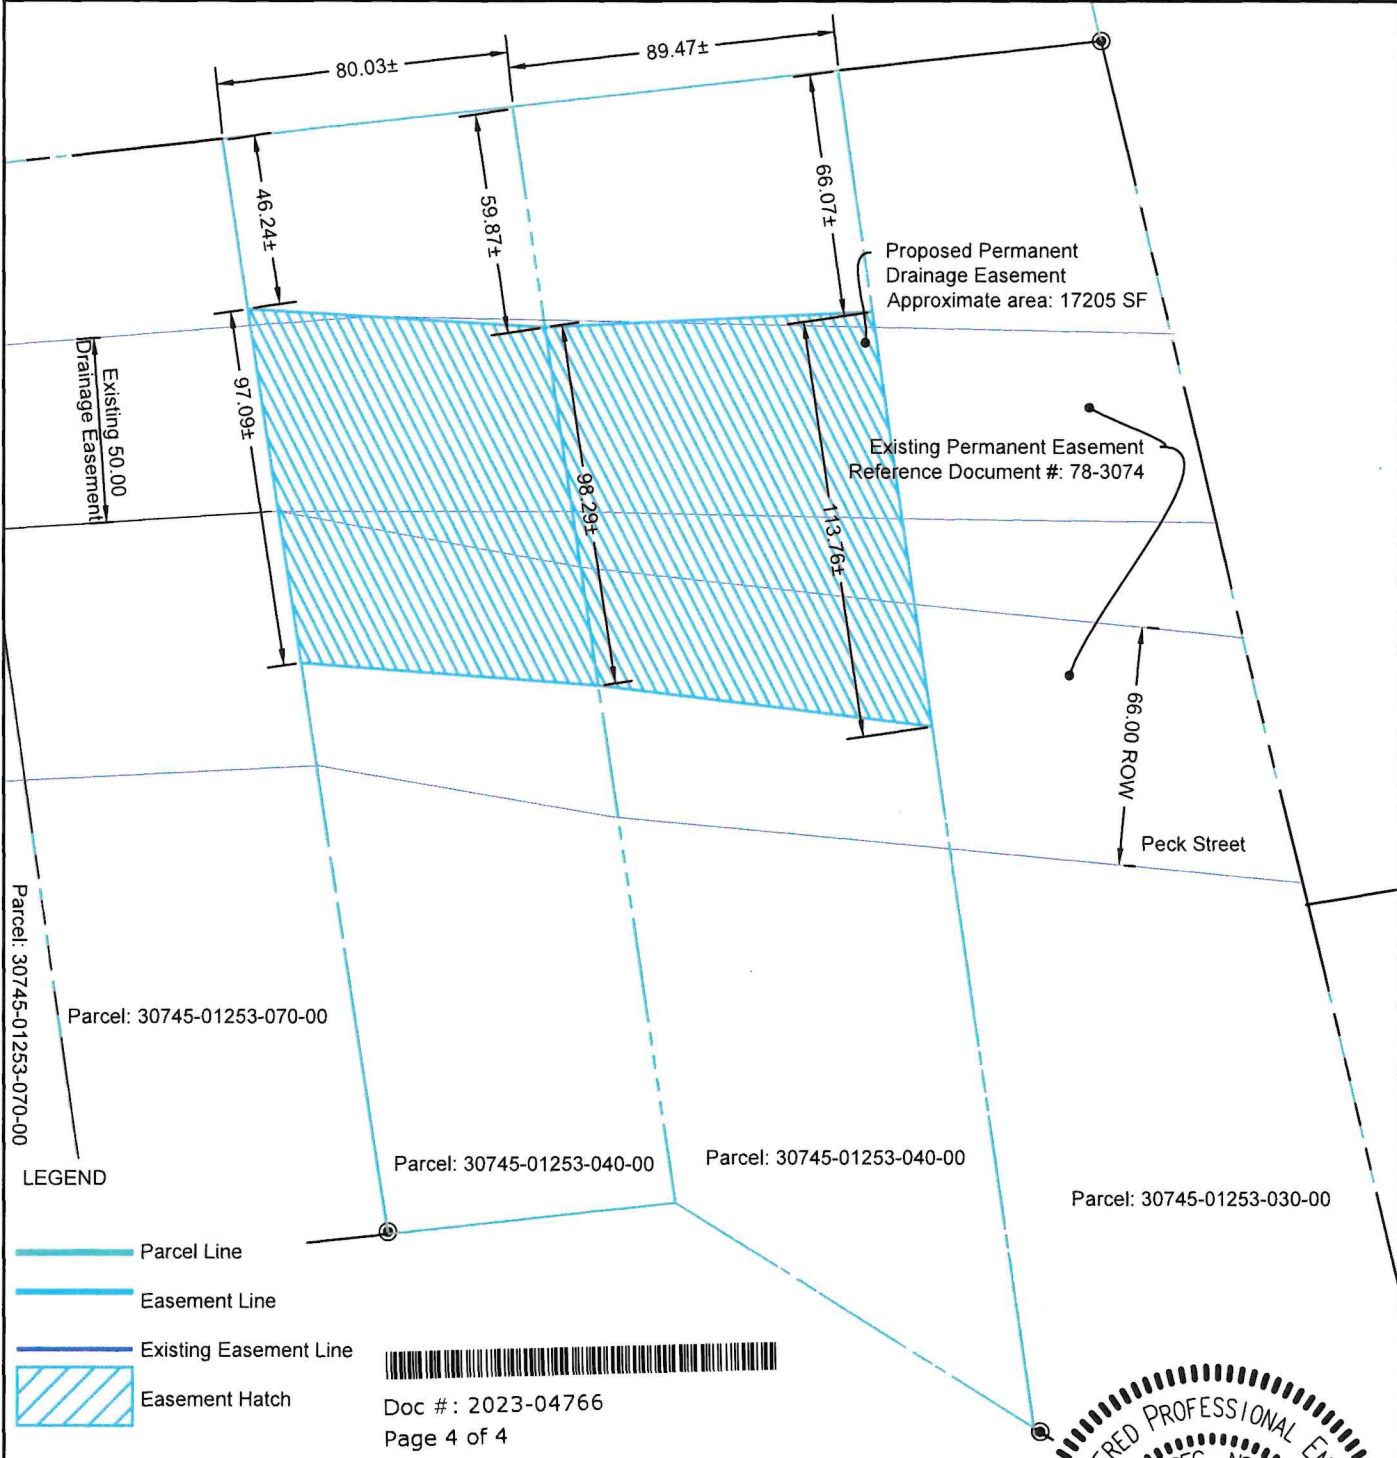 80.03±
89.47±
46.24±
59.87±
66.07±
Proposed Permanent
Drainage Easement
Approximate area: 17205 SF
Existing 50.00
Drainage Easement
97.09±
98.29±
113.76±
Existing Permanent Easement
Reference Document #: 78-3074
66.00 ROW
Peck Street
Parcel: 30745-01253-070-00
Parcel: 30745-01253-070-00
Parcel: 30745-01253-040-00
Parcel: 30745-01253-040-00
Parcel: 30745-01253-030-00
LEGEND
Parcel Line
Easement Line
Existing Easement Line
Easement Hatch
Doc #: 2023-04766
Page 4 of 4
PROFESSIONAL